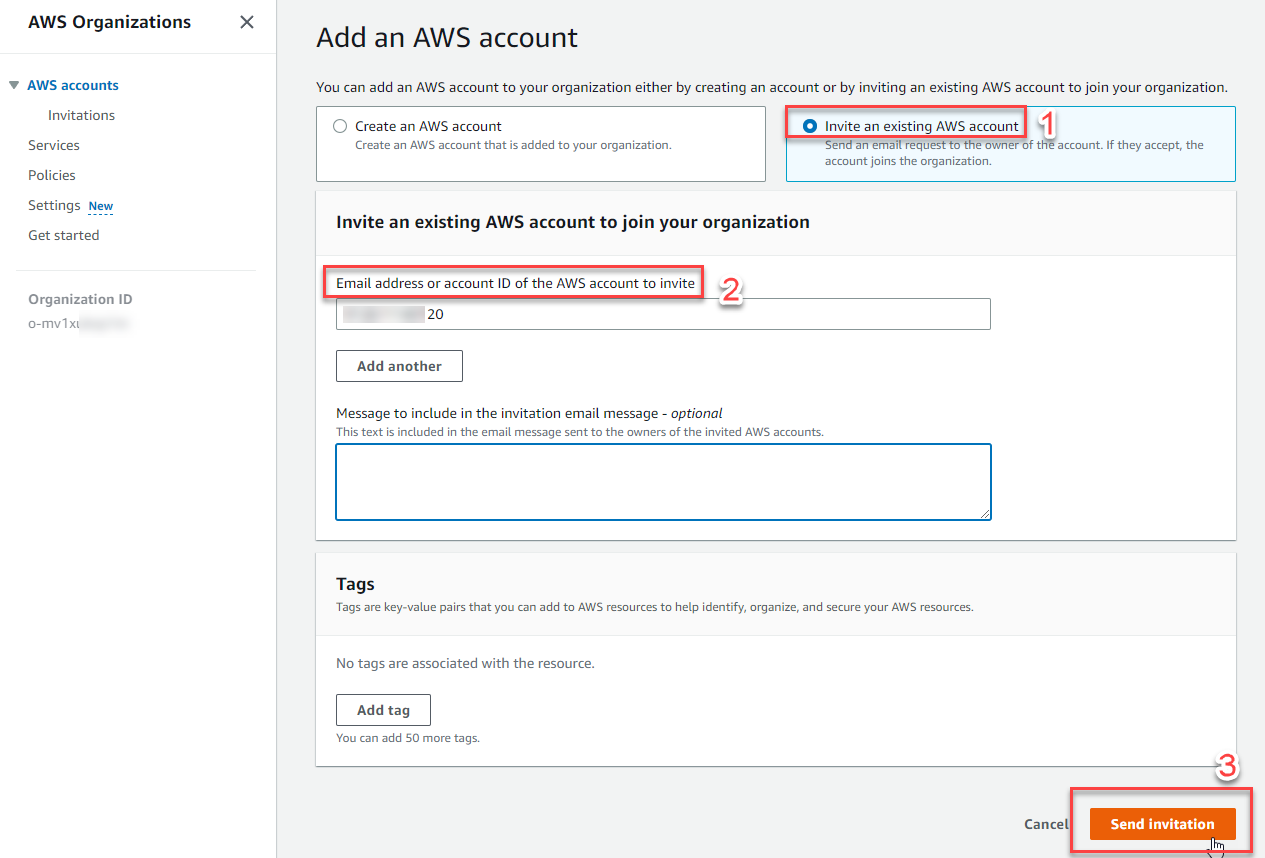 AWS Organizations
AWS accounts
Invitations
Services
Policies
Settings New
Get started
Organization ID
o-mv1x
Add an AWS account
You can add an AWS account to your organization either by creating an account or by inviting an existing AWS account to join your organization.
Create an AWS account
Create an AWS account that is added to your organization.
Invite an existing AWS account 1
Send an email request to the owner of the account. If they accept, the
account joins the organization.
Invite an existing AWS account to join your organization
Email address or account ID of the AWS account to invite 2
20
Add another
Message to include in the invitation email message - optional
This text is included in the email message sent to the owners of the invited AWS accounts.
Tags
Tags are key-value pairs that you can add to AWS resources to help identify, organize, and secure your AWS resources.
No tags are associated with the resource.
Add tag
You can add 50 more tags.
3
Cancel Send invitation